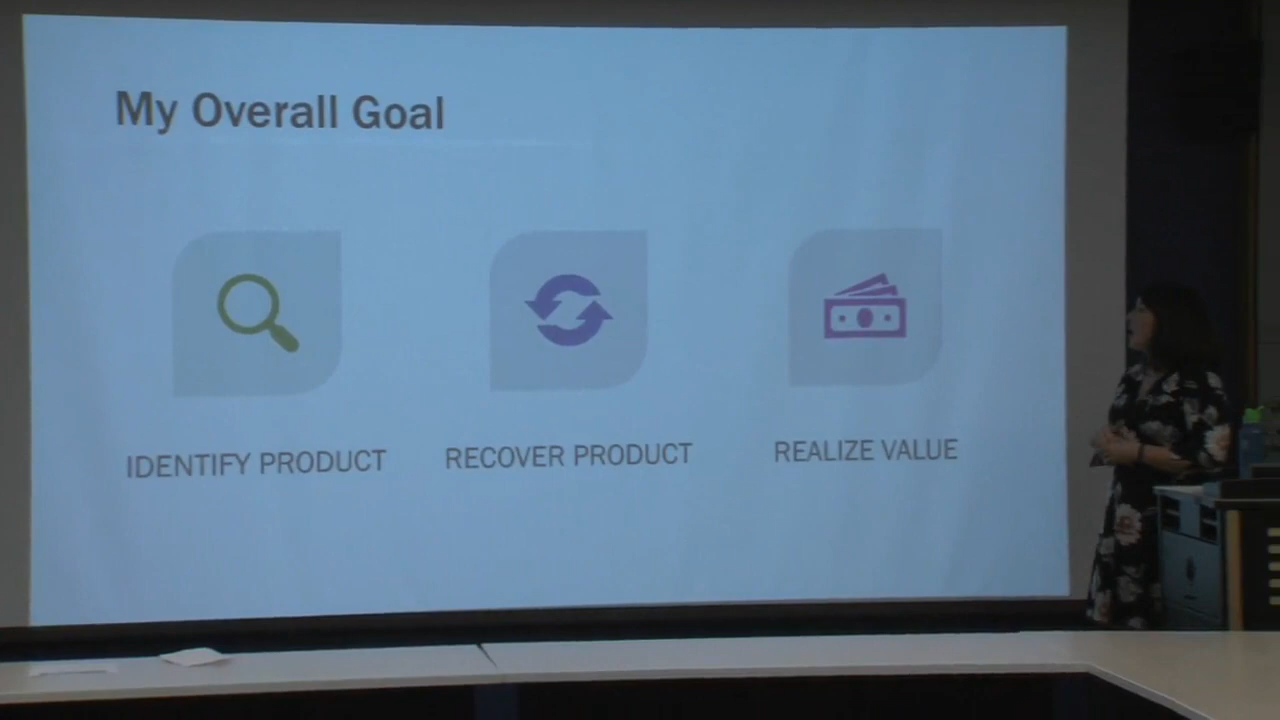 My Overall Goal
IDENTIFY PRODUCT
RECOVER PRODUCT
REALIZE VALUE